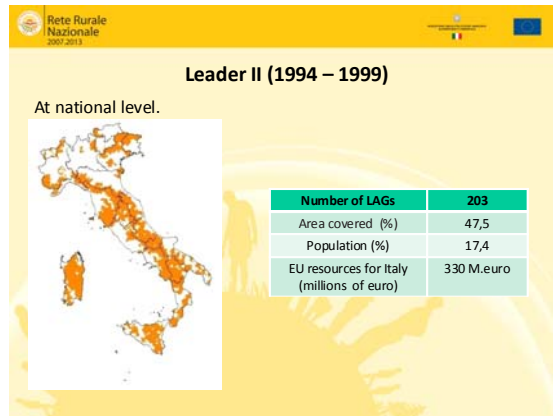 Rete Rurale
Nazionale
2007.2013
Leader II (1994 – 1999)
At national level.
Number of LAGs 203
Area covered (%) 47,5
Population (%) 17,4
EU resources for Italy 330 M.euro
(millions of euro)